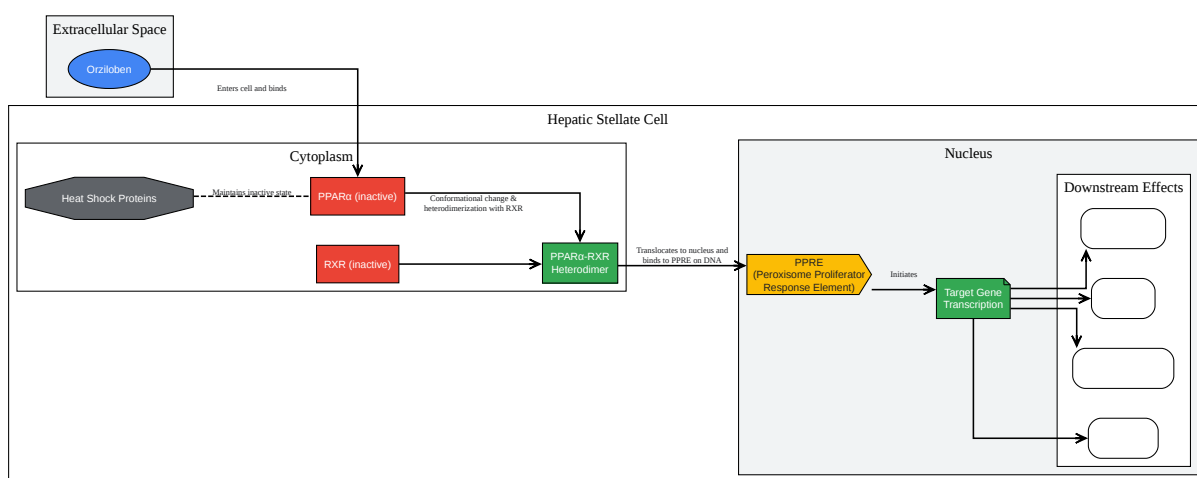 Extracellular Space
Orziloben
Enters cell and binds
Hepatic Stellate Cell
Cytoplasm
Heat Shock Proteins
Maintains inactive state
PPARα (inactive)
Conformational change &
heterodimerization with RXR
RXR (inactive)
PPARα-RXR
Heterodimer
Translocates to nucleus and
binds to PPRE on DNA
Nucleus
PPRE
(Peroxisome Proliferator
Response Element)
Initiates
Target Gene
Transcription
Downstream Effects